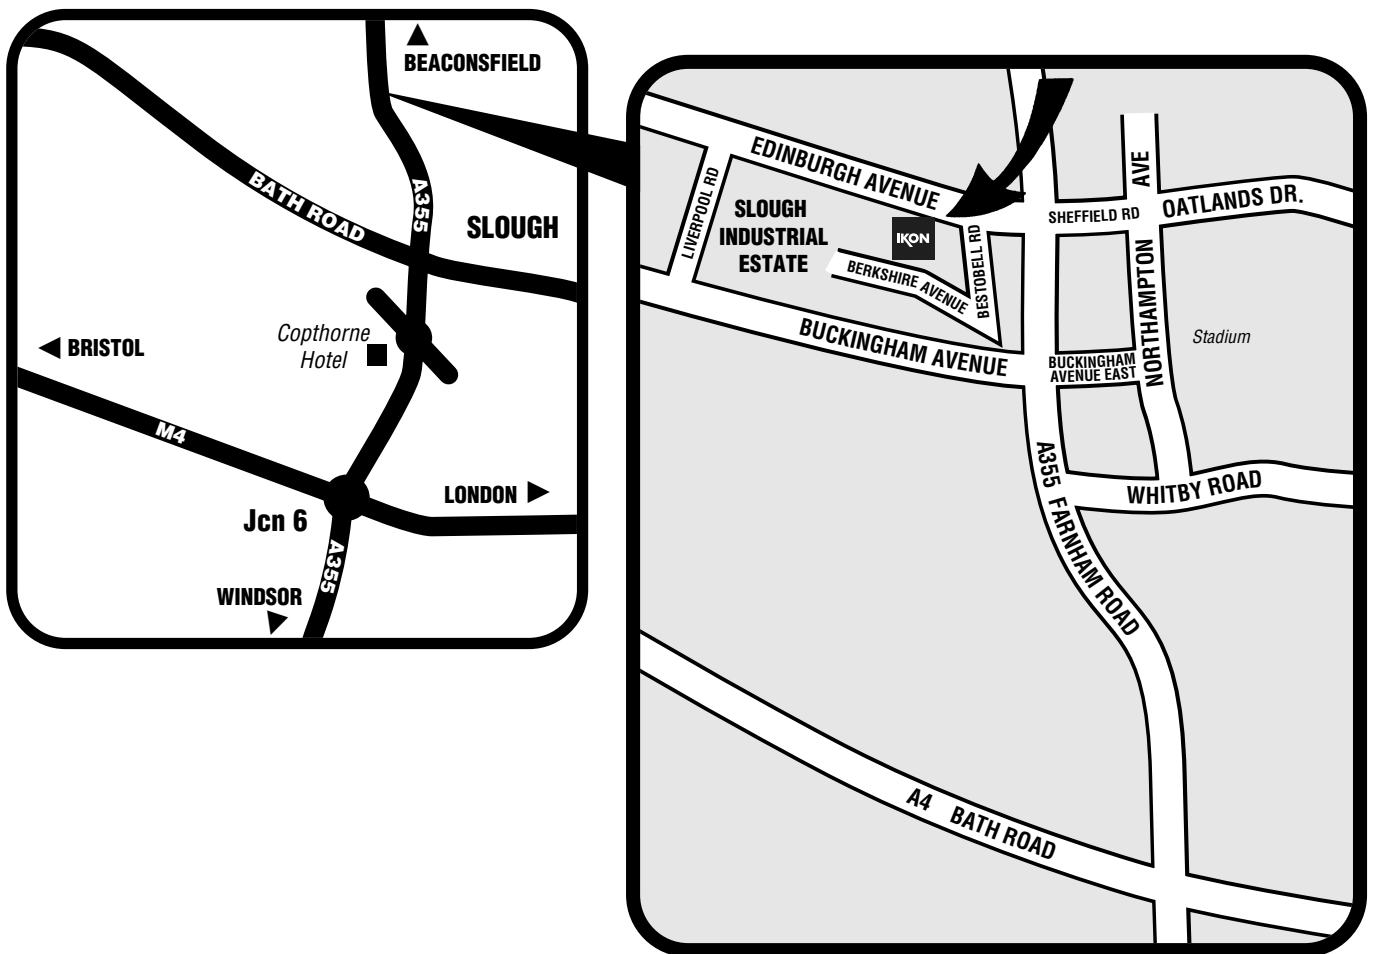 BEACONSFIELD
BATH ROAD
A355
SLOUGH
Copthorne
Hotel
BRISTOL
M4
LONDON
Jcn 6
A355
WINDSOR
EDINBURGH AVENUE
AVE
LIVERPOOL RD
SLOUGH
INDUSTRIAL
ESTATE
IKON
SHEFFIELD RD
OATLANDS DR.
BERKSHIRE AVENUE
BESTOBELL RD
BUCKINGHAM AVENUE
BUCKINGHAM
AVENUE EAST
NORTHAMPTON
Stadium
A355 FARNHAM ROAD
WHITBY ROAD
A4 BATH ROAD